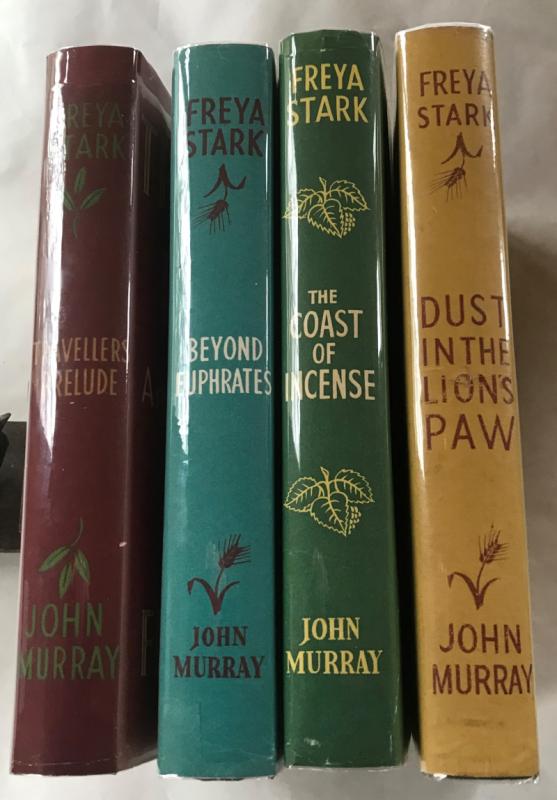 FREYA
STARK
TRAVELLERS
PRELUDE
JOHN
MURRAY
FREYA
STARK
BEYOND
EUPHRATES
JOHN
MURRAY
FREYA
STARK
THE
COAST
OF
INCENSE
JOHN
MURRAY
FREYA
STARK
DUST
IN THE
LION'S
PAW
JOHN
MURRAY